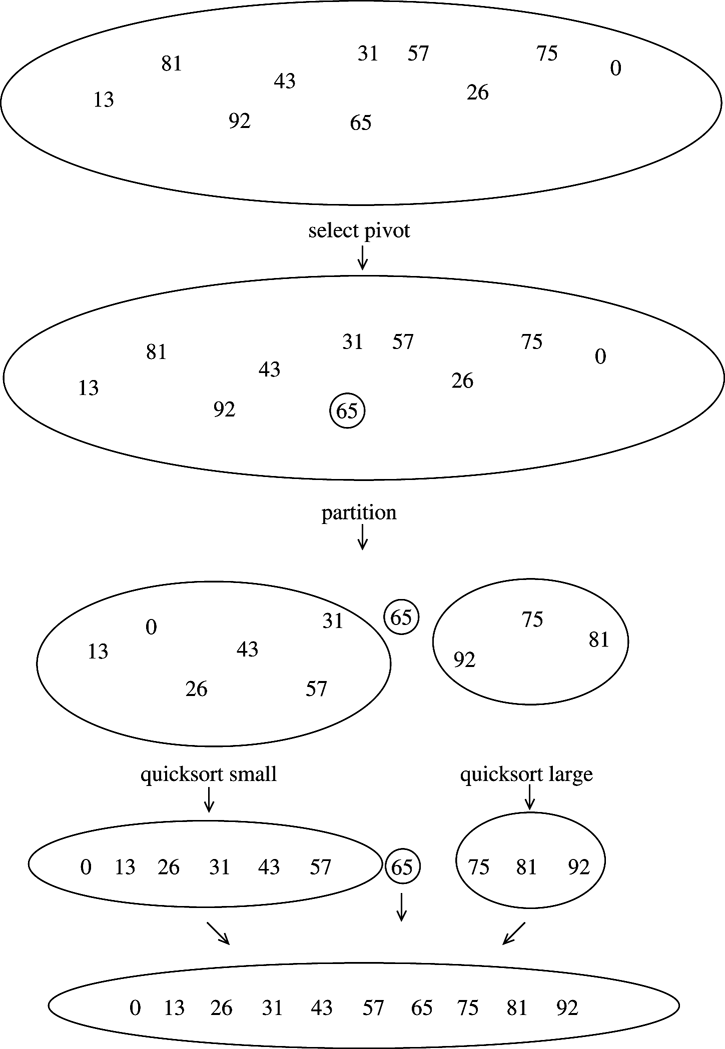 31 57 75
81 0
43 26
13
92 65
select pivot
31 57 75
81 0
43 26
13
92 65
partition
0 31 65 75
13 43 92 81
26 57
quicksort small quicksort large
0 13 26 31 43 57 65 75 81 92
0 13 26 31 43 57 65 75 81 92